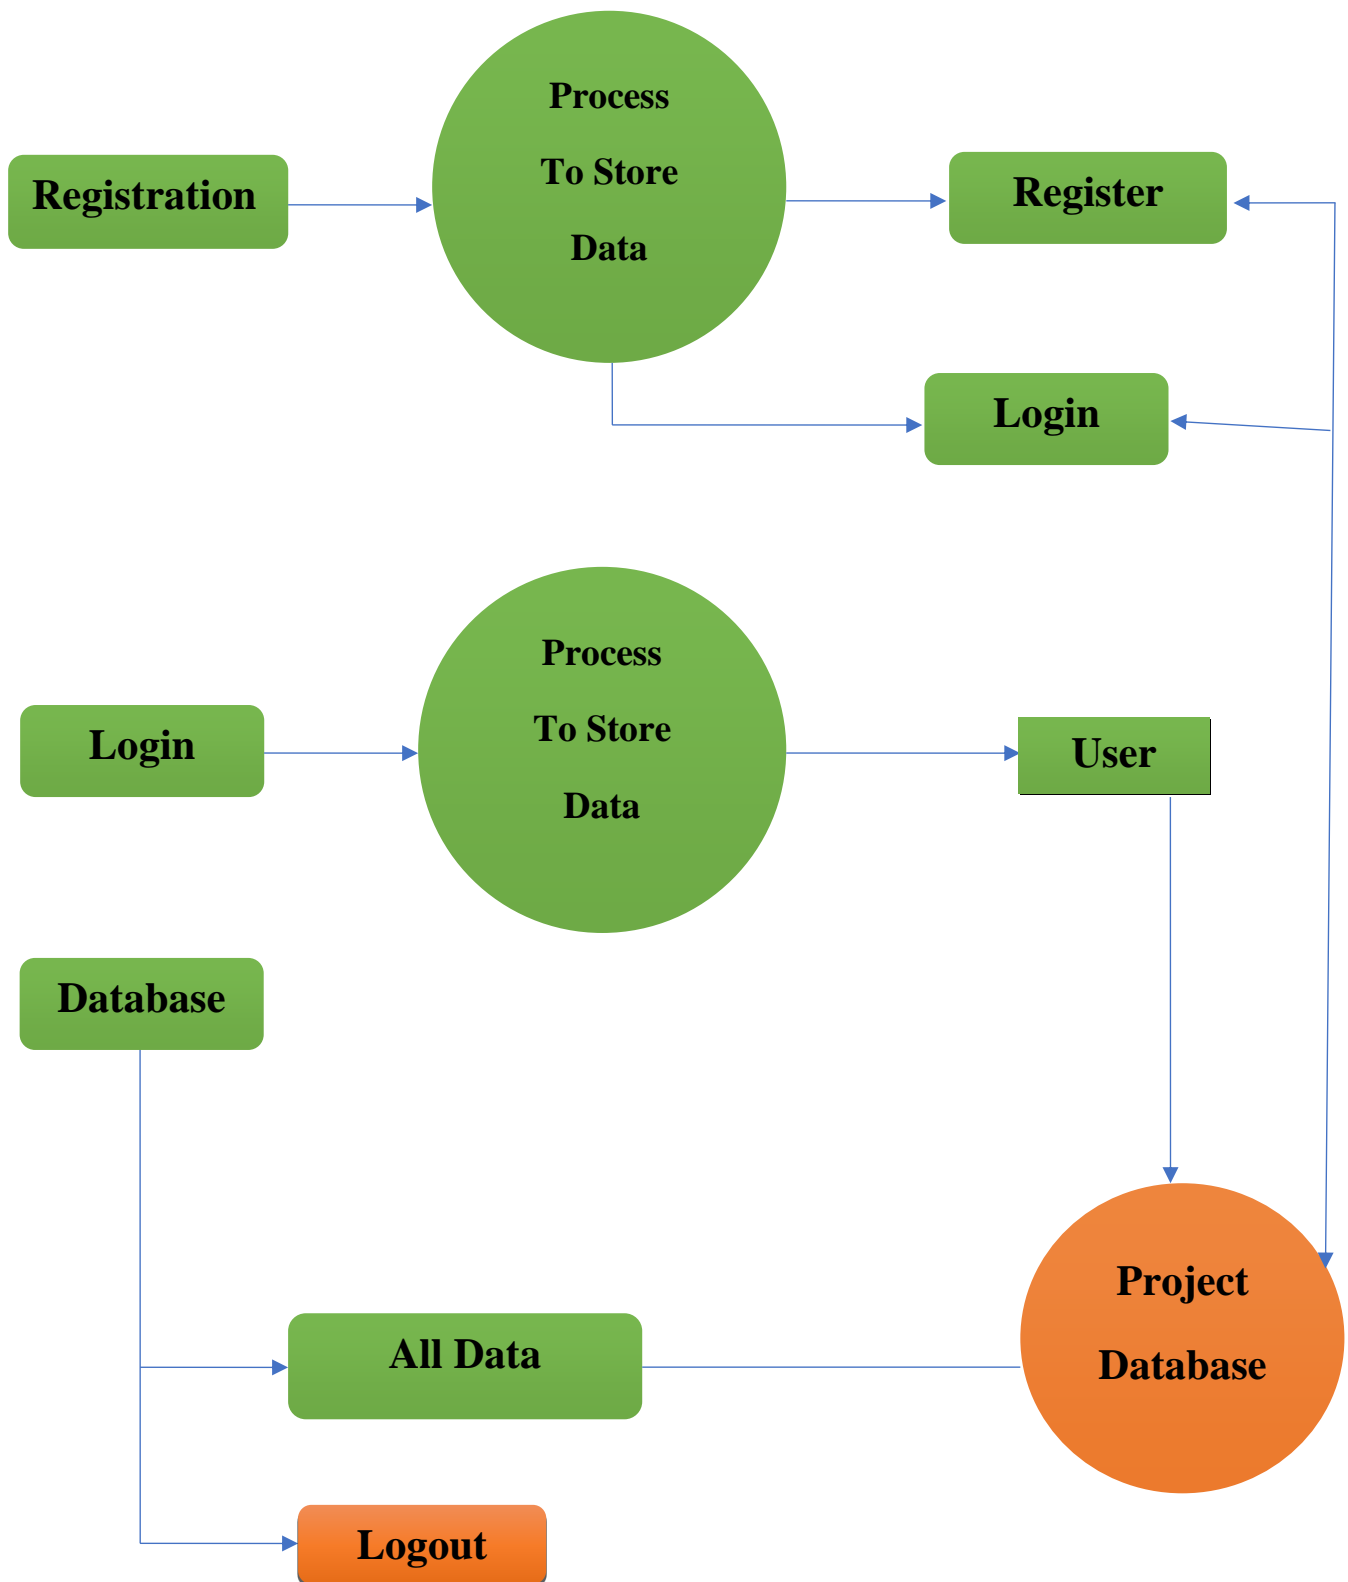 Process
To Store
Data
Registration
Register
Login
Process
To Store
Data
Login
User
Database
Project
Database
All Data
Logout